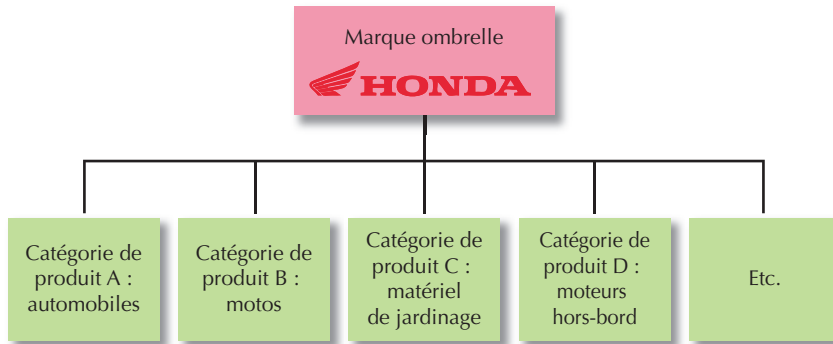 Marque ombrelle
HONDA
Catégorie de
produit A :
automobiles
Catégorie de
produit B :
motos
Catégorie de
produit C :
matériel
de jardinage
Catégorie de
produit D :
moteurs
hors-bord
Etc.